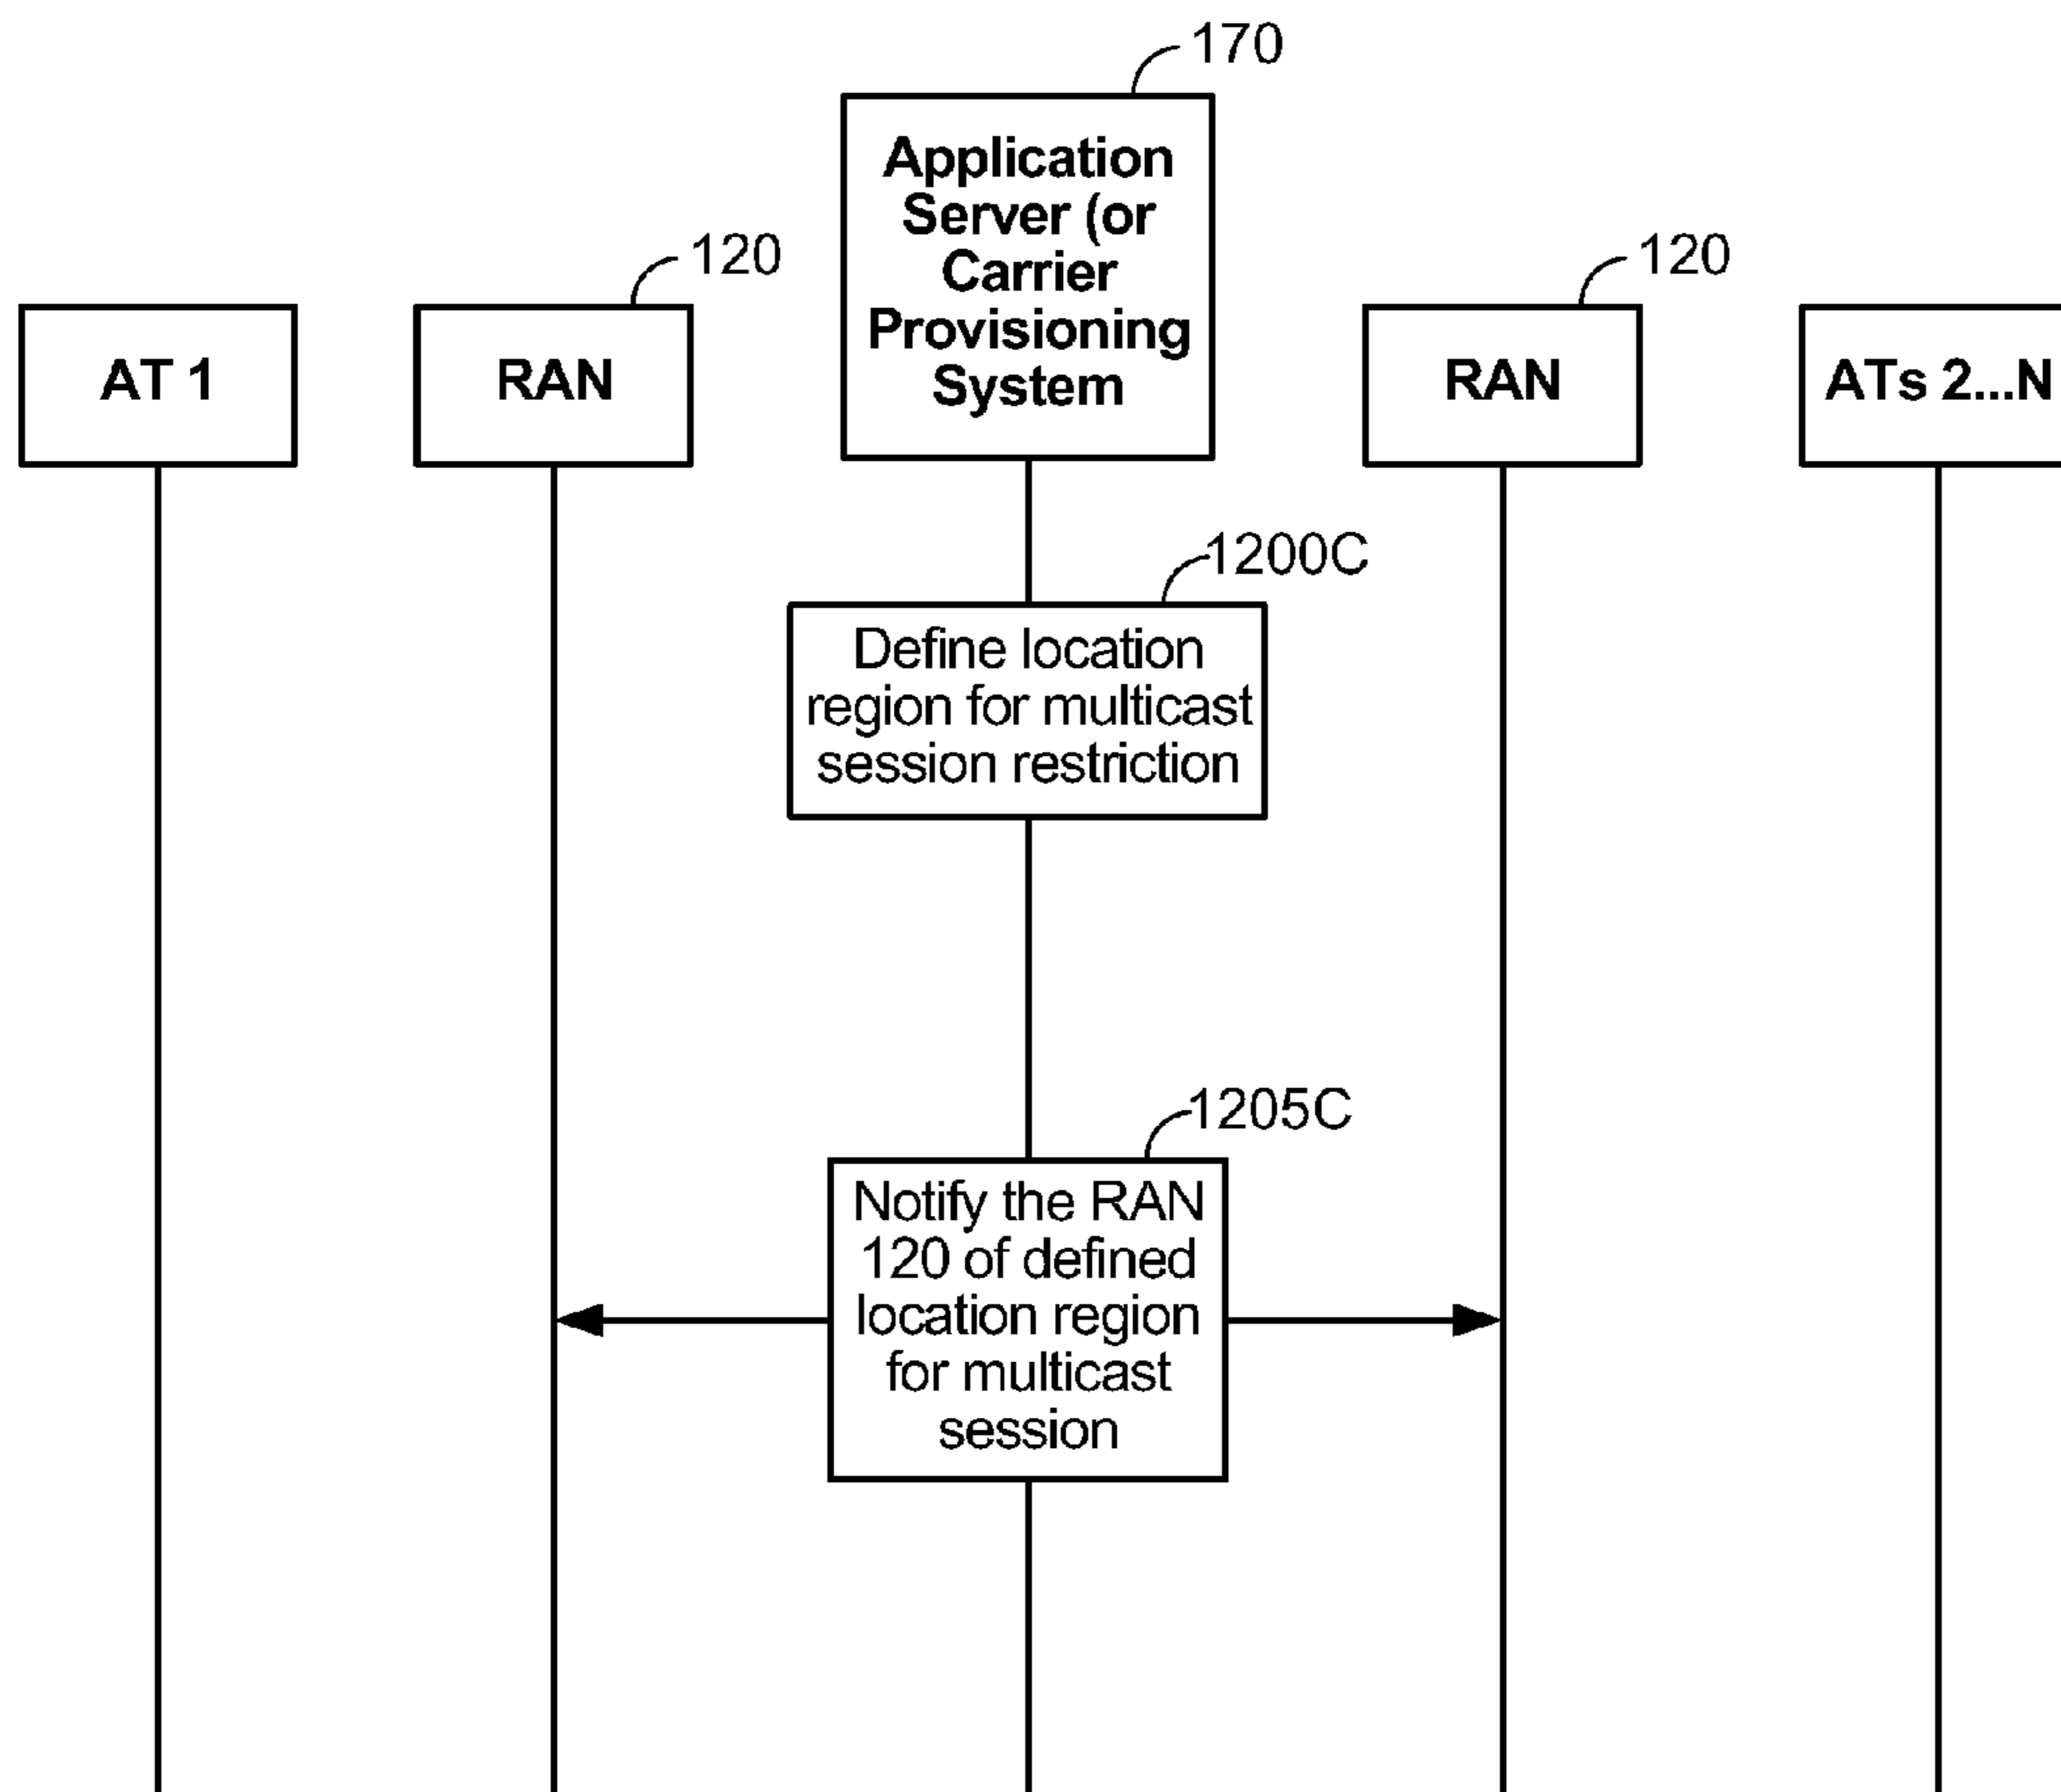 170
Application
Server (or
Carrier
Provisioning
System
120
120
AT 1
RAN
RAN
ATs 2...N
1200C
Define location
region for multicast
session restriction
1205C
Notify the RAN
120 of defined
location region
for multicast
session